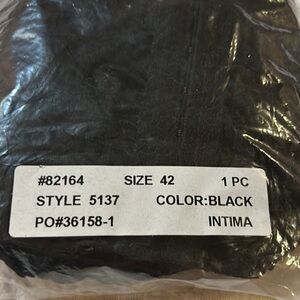 #82164 SIZE 42 1 PC
STYLE 5137 COLOR:BLACK
PO#36158-1 INTIMA